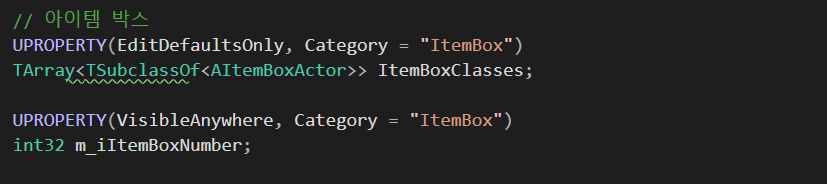 // 아이템 박스
UPROPERTY(EditDefaultsOnly, Category = "ItemBox")
TArray<TSubclassOf<AItemBoxActor>> ItemBoxClasses;
UPROPERTY(VisibleAnywhere, Category = "ItemBox")
int32 m_iItemBoxNumber;